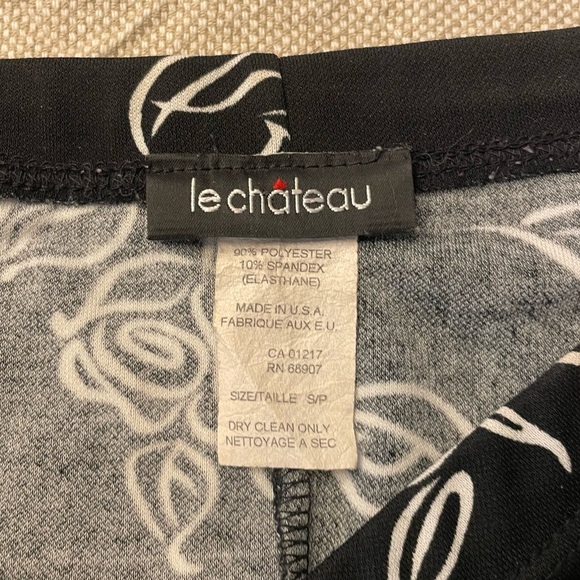 le château
90% POLYESTER
10% SPANDEX
(ELASTHANE)
MADE IN U.S.A.
FABRIQUE AUX E.U.
CA 01217
RN 68907
SIZE/TAILLE S/P
DRY CLEAN ONLY
NETTOYAGE A SEC